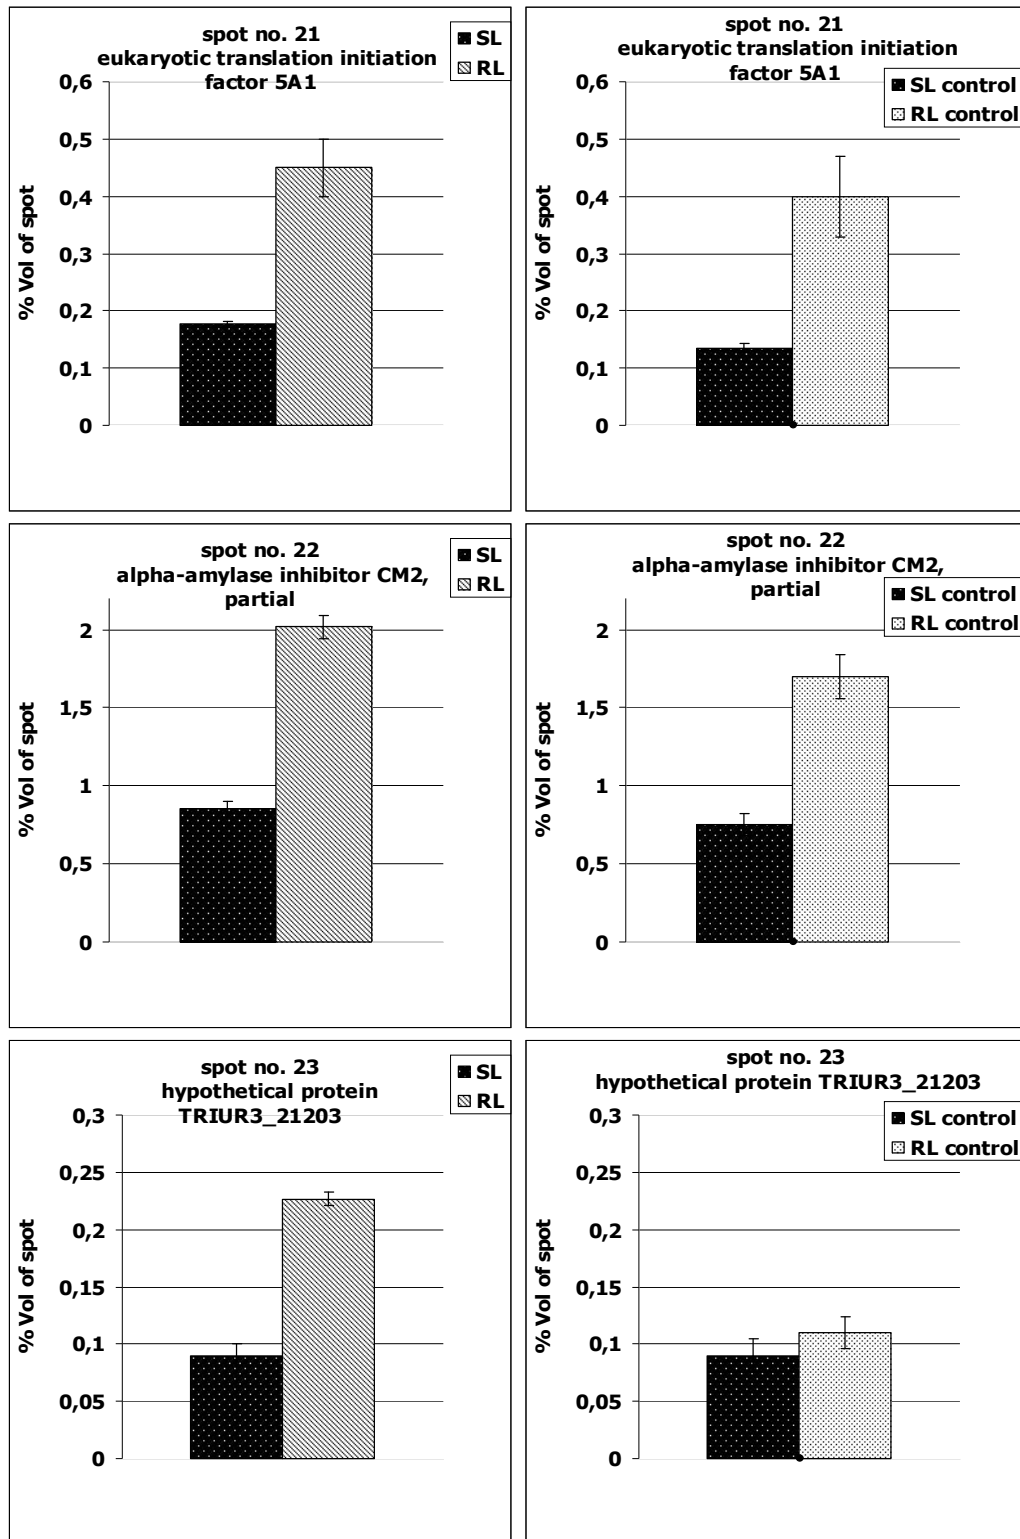 spot no. 21
eukaryotic translation initiation
factor 5A1
SL
RL
% Vol of spot
0,6
0,5
0,4
0,3
0,2
0,1
0
spot no. 21
eukaryotic translation initiation
factor 5A1
SL control
RL control
% Vol of spot
0,6
0,5
0,4
0,3
0,2
0,1
0
spot no. 22
alpha-amylase inhibitor CM2,
partial
SL
RL
% Vol of spot
2
1,5
1
0,5
0
spot no. 22
alpha-amylase inhibitor CM2,
partial
SL control
RL control
% Vol of spot
2
1,5
1
0,5
0
spot no. 23
hypothetical protein
TRIUR3_21203
SL
RL
% Vol of spot
0,3
0,25
0,2
0,15
0,1
0,05
0
spot no. 23
hypothetical protein TRIUR3_21203
SL control
RL control
% Vol of spot
0,3
0,25
0,2
0,15
0,1
0,05
0